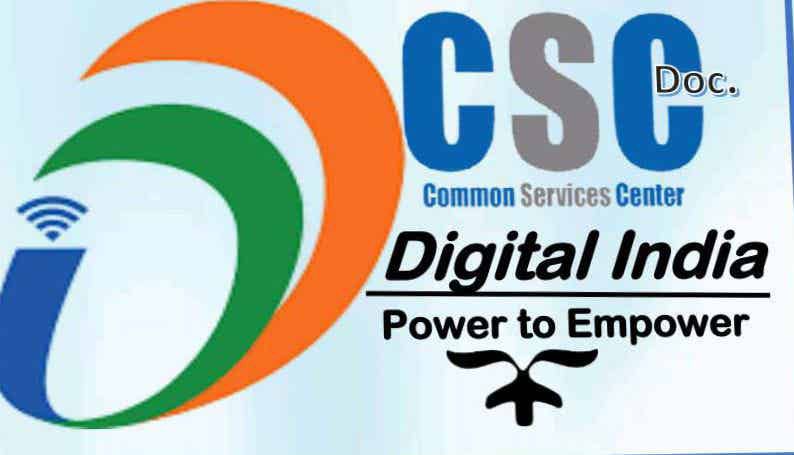 CSC
Doc.
Common Services Center
Digital India
Power to Empower